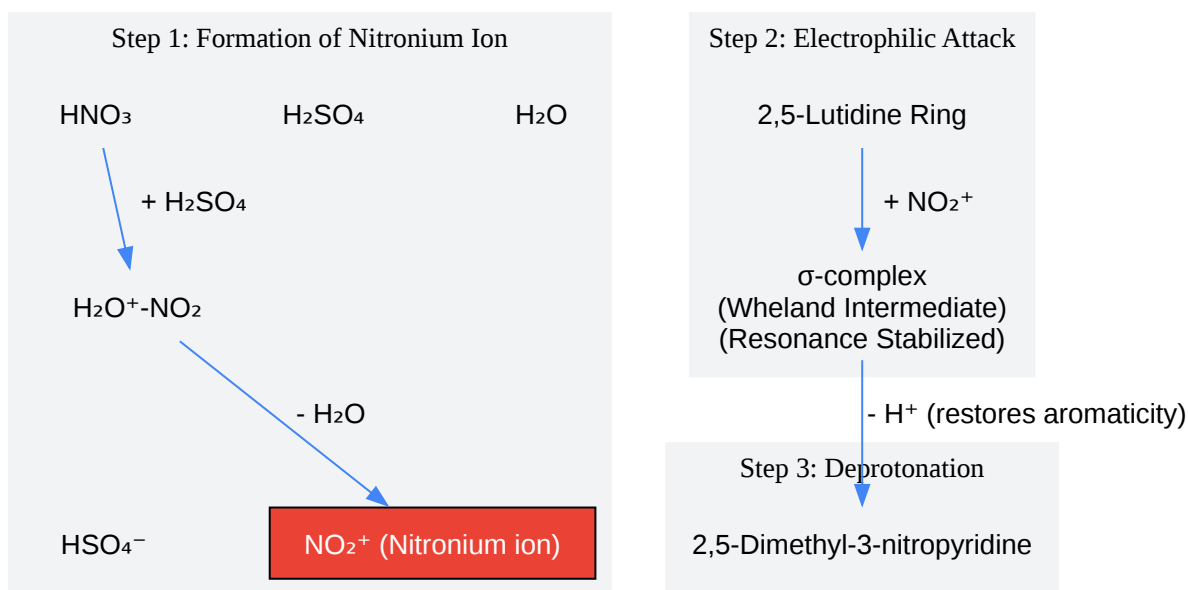 Step 1: Formation of Nitronium Ion
HNO₃
H₂SO₄
H₂O
+ H₂SO₄
H₂O⁺-NO₂
- H₂O
HSO₄⁻
NO₂⁺ (Nitronium ion)
Step 2: Electrophilic Attack
2,5-Lutidine Ring
+ NO₂⁺
σ-complex
(Wheland Intermediate)
(Resonance Stabilized)
- H⁺ (restores aromaticity)
Step 3: Deprotonation
2,5-Dimethyl-3-nitropyridine